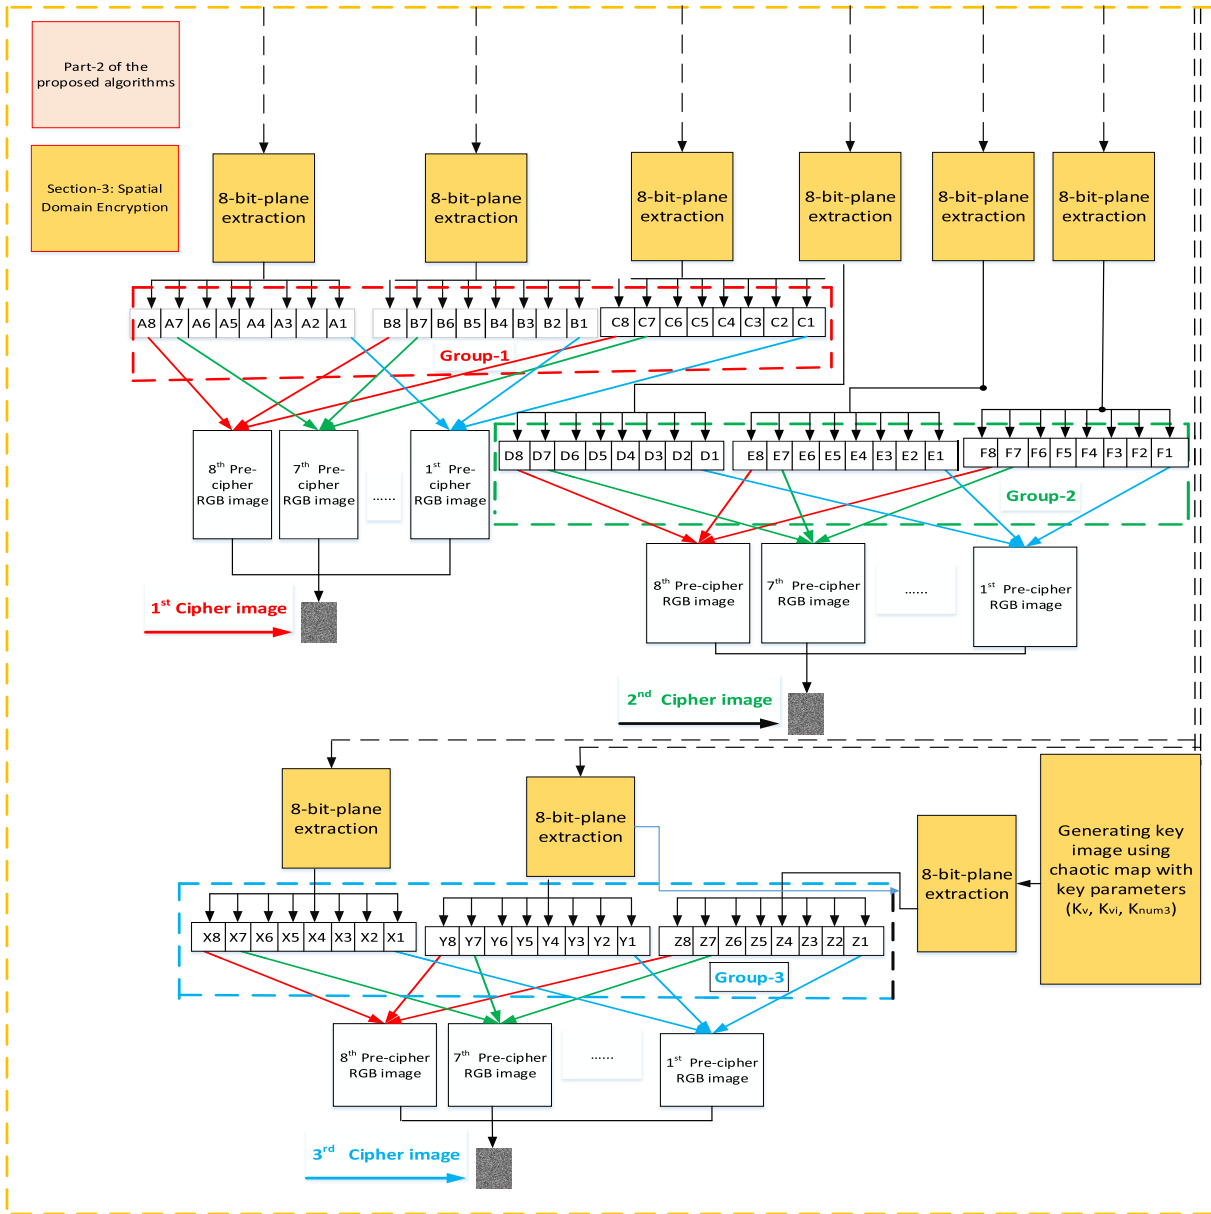 Part-2 of the
proposed algorithms
Section-3: Spatial
Domain Encryption
8-bit-plane
extraction
8-bit-plane
extraction
8-bit-plane
extraction
8-bit-plane
extraction
8-bit-plane
extraction
8-bit-plane
extraction
A8 A7 A6 A5 A4 A3 A2 A1
B8 B7 B6 B5 B4 B3 B2 B1
C8 C7 C6 C5 C4 C3 C2 C1
Group-1
8th Pre-
cipher
RGB image
7th Pre-
cipher
RGB image
......
1st Pre-
cipher
RGB image
D8 D7 D6 D5 D4 D3 D2 D1
E8 E7 E6 E5 E4 E3 E2 E1
F8 F7 F6 F5 F4 F3 F2 F1
Group-2
8th Pre-cipher
RGB image
7th Pre-cipher
RGB image
......
1st Pre-cipher
RGB image
1st Cipher image
2nd Cipher image
8-bit-plane
extraction
8-bit-plane
extraction
8-bit-plane
extraction
Generating key
image using
chaotic map with
key parameters
(Kv, Kvi, Knum3)
X8 X7 X6 X5 X4 X3 X2 X1
Y8 Y7 Y6 Y5 Y4 Y3 Y2 Y1
Z8 Z7 Z6 Z5 Z4 Z3 Z2 Z1
Group-3
8th Pre-cipher
RGB image
7th Pre-cipher
RGB image
......
1st Pre-cipher
RGB image
3rd Cipher image